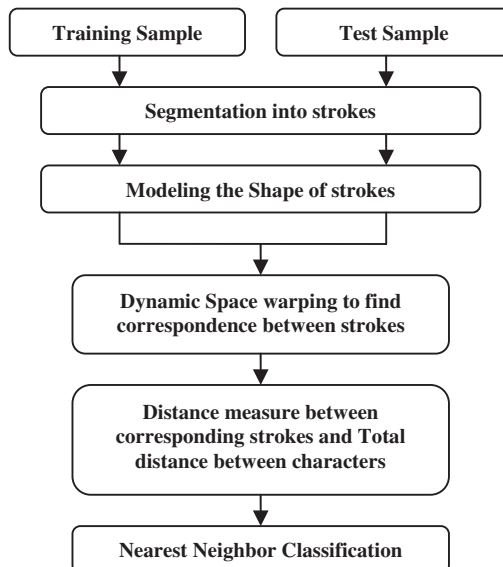 Training Sample
Test Sample
Segmentation into strokes
Modeling the Shape of strokes
Dynamic Space warping to find
correspondence between strokes
Distance measure between
corresponding strokes and Total
distance between characters
Nearest Neighbor Classification